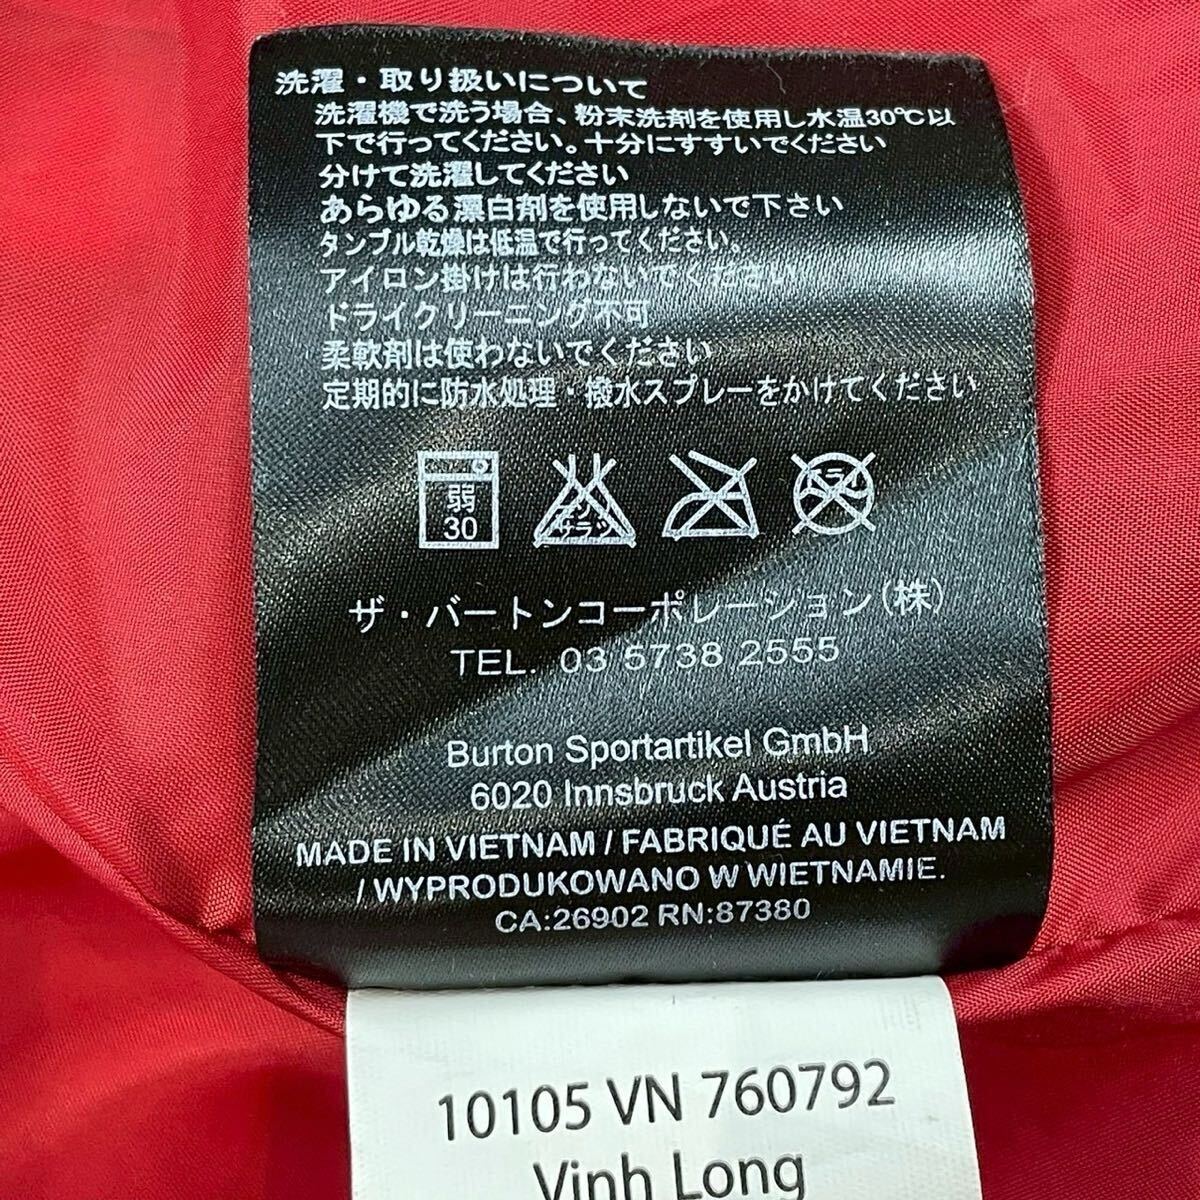 洗濯・取り扱いについて
洗濯機で洗う場合、粉末洗剤を使用し水温30℃以
下で行ってください。十分にすすいでください
分けて洗濯してください
あらゆる漂白剤を使用しないで下さい
タンブル乾燥は低温で行ってください。
アイロン掛けは行わないでください
ドライクリーニング不可
柔軟剤は使わないでください
定期的に防水処理・撥水スプレーをかけてください
弱
30
エンソ
サラシ
ドライ
ザ・バートンコーポレーション(株)
TEL. 03 5738 2555
Burton Sportartikel GmbH
6020 Innsbruck Austria
MADE IN VIETNAM / FABRIQUÉ AU VIETNAM
/ WYPRODUKOWANO W WIETNAMIE.
CA:26902 RN:87380
10105 VN 760792
Vinh Long